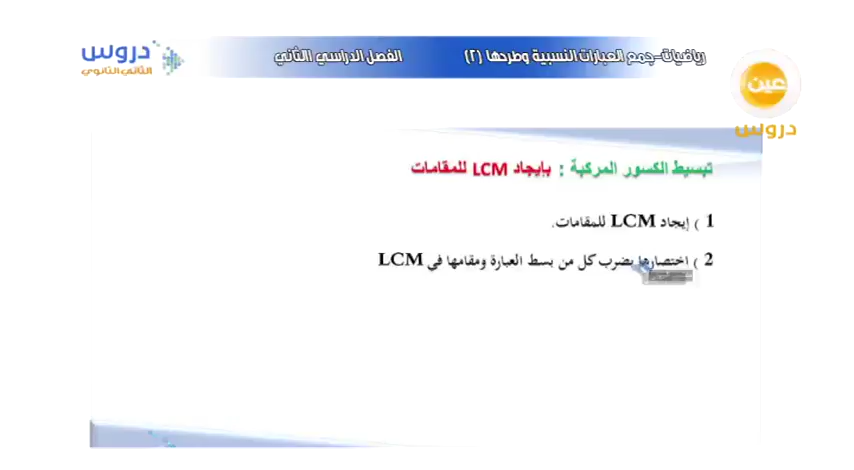 دروس
الثاني الثانوي
رياضيات-جمع العبارات النسبية وطرحها (٢) الفصل الدراسي الثاني
عين
دروس
تبسيط الكسور المركبة : بإيجاد LCM للمقامات
1 ) إيجاد LCM للمقامات.
2 ) اختصارها بضرب كل من بسط العبارة ومقامها في LCM